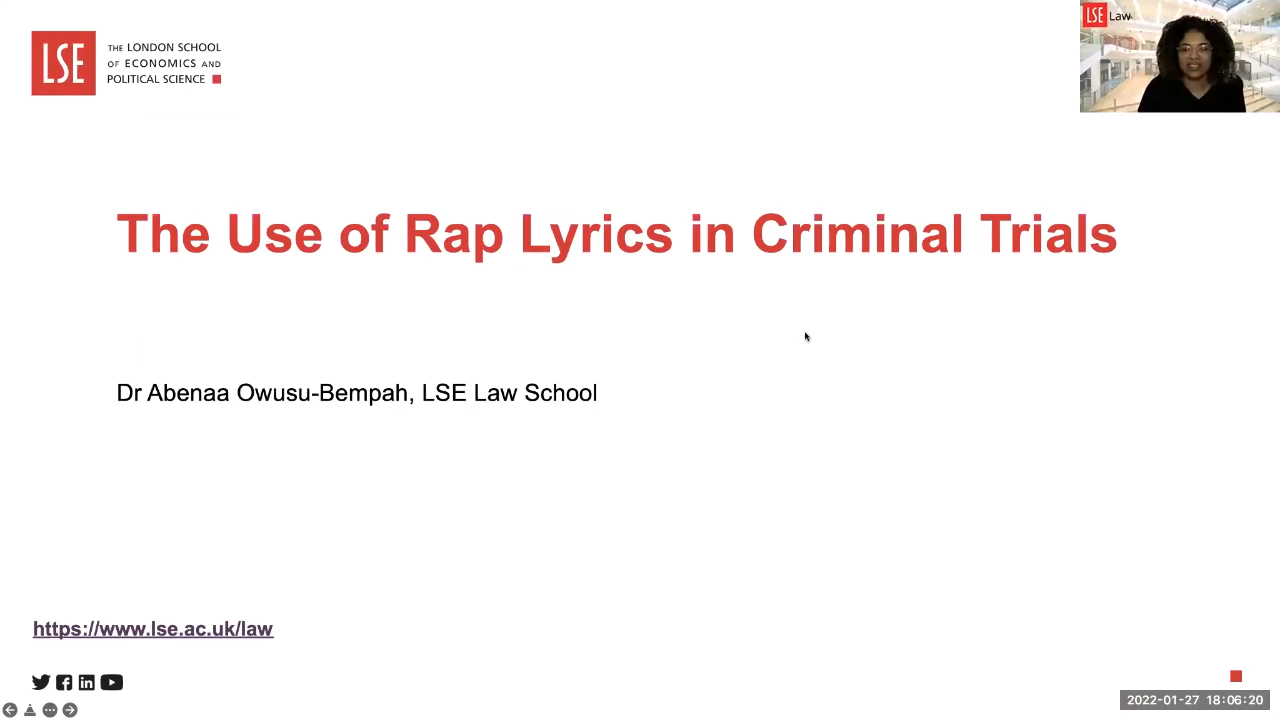 LSE
THE LONDON SCHOOL
OF ECONOMICS AND
POLITICAL SCIENCE
LSE Law
The Use of Rap Lyrics in Criminal Trials
Dr Abenaa Owusu-Bempah, LSE Law School
https://www.lse.ac.uk/law
2022-01-27 18:06:20